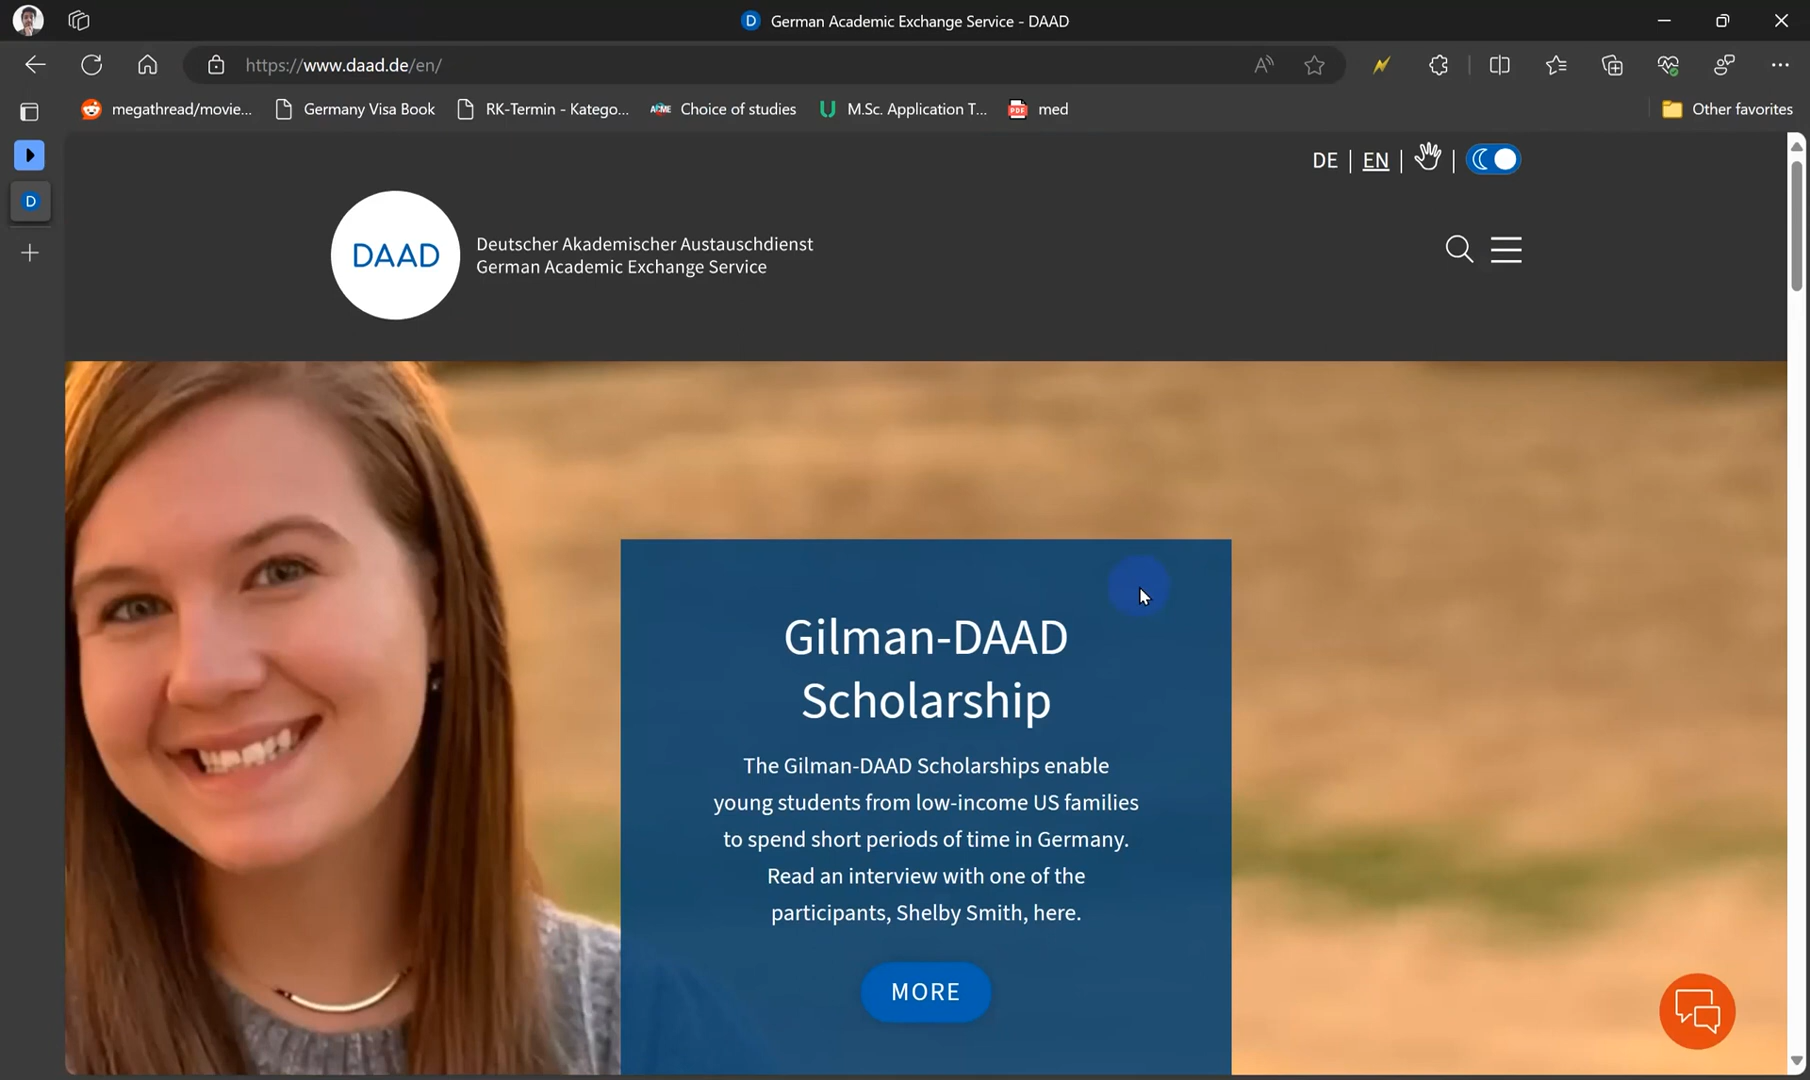 D German Academic Exchange Service - DAAD
https://www.daad.de/en/
megathread/movie... Germany Visa Book RK-Termin - Katego... ACME Choice of studies M.Sc. Application T... PDF med Other favorites
DE | EN | |
D
DAAD
Deutscher Akademischer Austauschdienst
German Academic Exchange Service
Gilman-DAAD
Scholarship
The Gilman-DAAD Scholarships enable
young students from low-income US families
to spend short periods of time in Germany.
Read an interview with one of the
participants, Shelby Smith, here.
MORE